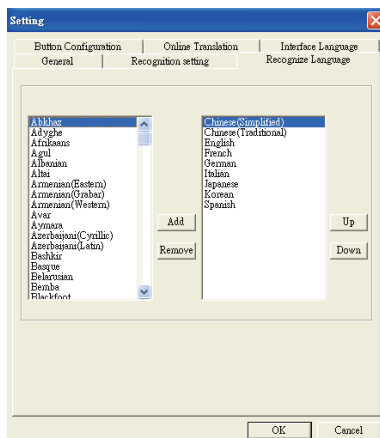 Setting
Button Configuration
Online Translation
Interface Language
General
Recognition setting
Recognize Language
Abkhaz
Adyghe
Afrikaans
Agul
Albanian
Altai
Armenian(Eastern)
Armenian(Grabar)
Armenian(Western)
Avar
Aymara
Azerbaijani(Cyrillic)
Azerbaijani(Latin)
Bashkir
Basque
Belarusian
Bemba
Blackfoot
Add
Remove
Chinese(Simplified)
Chinese(Traditional)
English
French
German
Italian
Japanese
Korean
Spanish
Up
Down
OK
Cancel